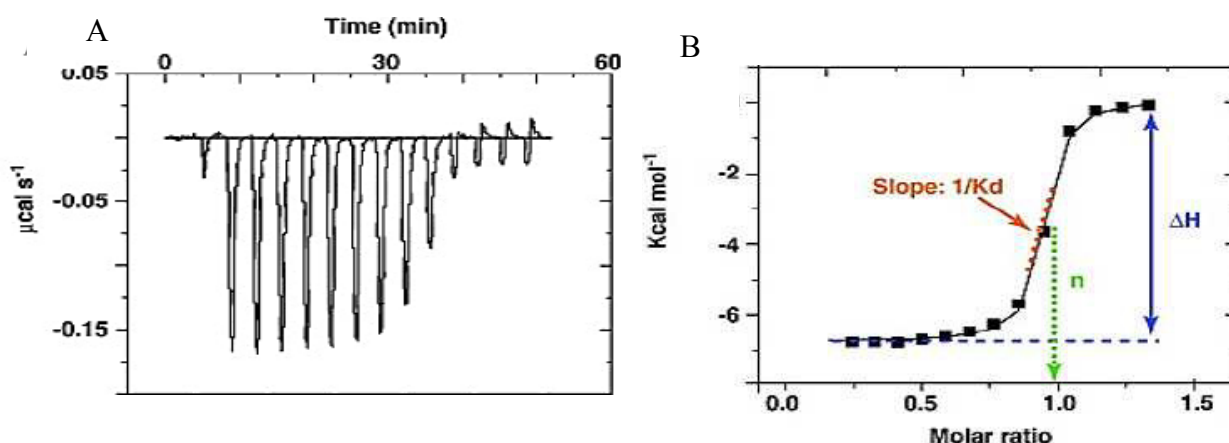 A
Time (min)
0 30 60
0.05
-0.05
-0.15
µcal s⁻¹
B
-2
-4
-6
Kcal mol⁻¹
Slope: 1/Kd
ΔH
n
0.0 0.5 1.0 1.5
Molar ratio